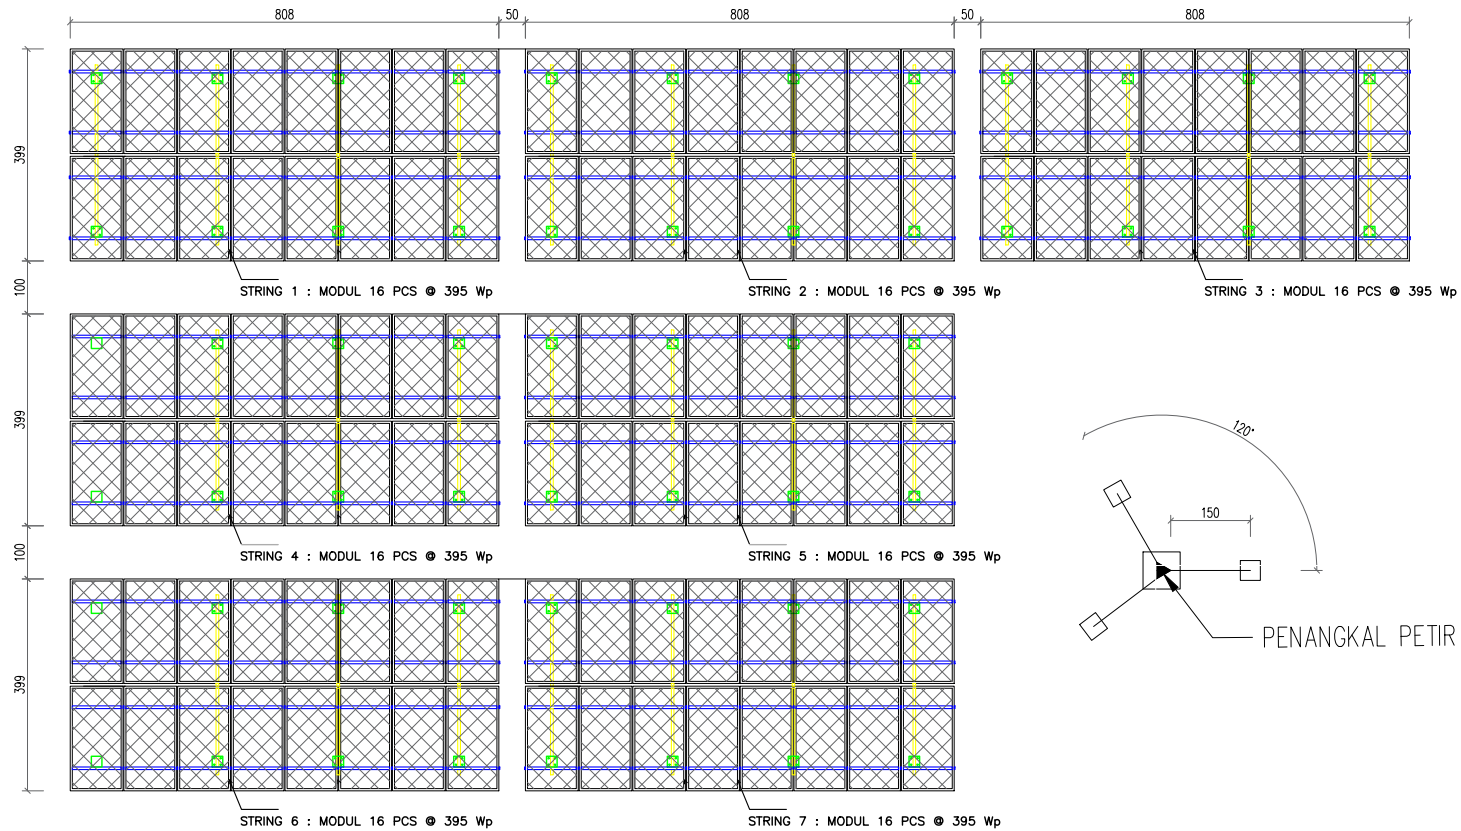 808
50
808
50
808
399
STRING 1 : MODUL 16 PCS @ 395 Wp
STRING 2 : MODUL 16 PCS @ 395 Wp
STRING 3 : MODUL 16 PCS @ 395 Wp
100
399
120°
150
STRING 4 : MODUL 16 PCS @ 395 Wp
STRING 5 : MODUL 16 PCS @ 395 Wp
100
PENANGKAL PETIR
399
STRING 6 : MODUL 16 PCS @ 395 Wp
STRING 7 : MODUL 16 PCS @ 395 Wp